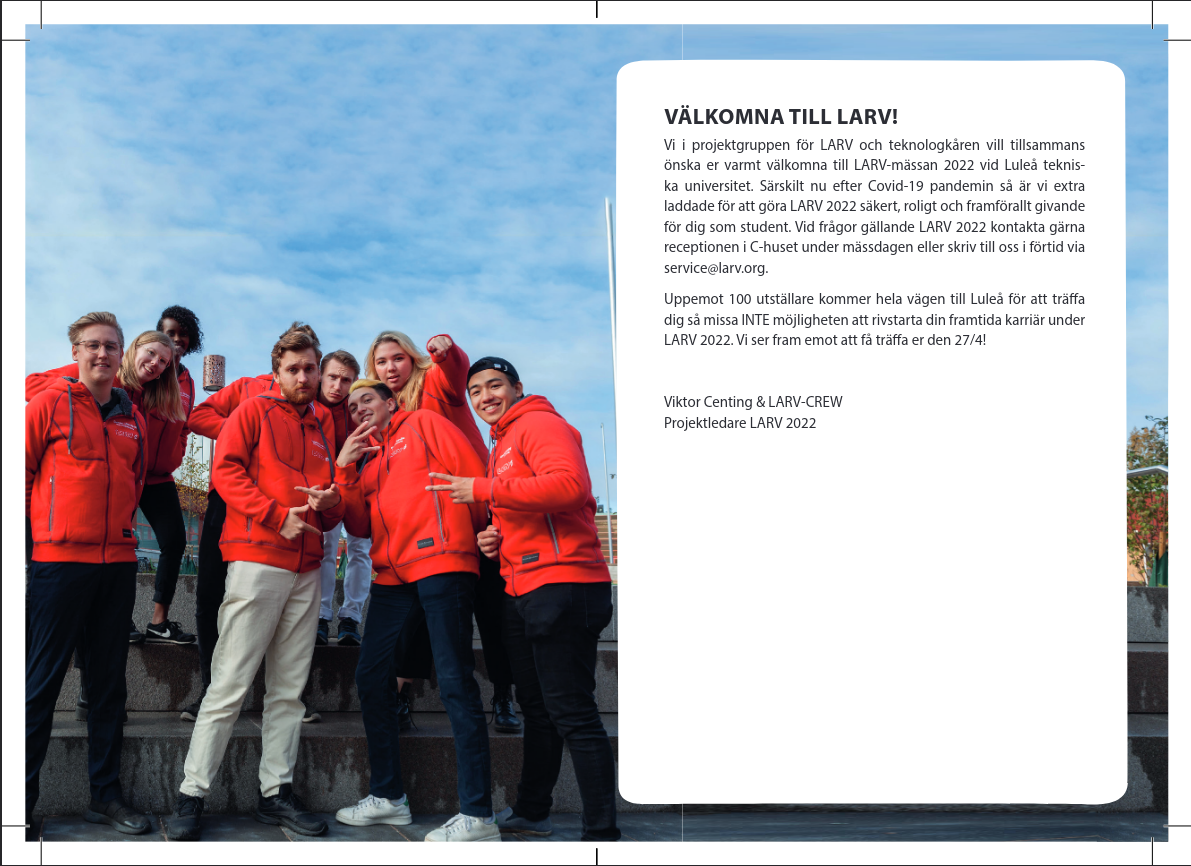 VÄLKOMNA TILL LARV!
Vi i projektgruppen för LARV och teknologkåren vill tillsammans
önska er varmt välkomna till LARV-mässan 2022 vid Luleå teknis-
ka universitet. Särskilt nu efter Covid-19 pandemin så är vi extra
laddade för att göra LARV 2022 säkert, roligt och framförallt givande
för dig som student. Vid frågor gällande LARV 2022 kontakta gärna
receptionen i C-huset under mässdagen eller skriv till oss i förtid via
service@larv.org.
Uppemot 100 utställare kommer hela vägen till Luleå för att träffa
dig så missa INTE möjligheten att rivstarta din framtida karriär under
LARV 2022. Vi ser fram emot att få träffa er den 27/4!
Viktor Centing & LARV-CREW
Projektledare LARV 2022